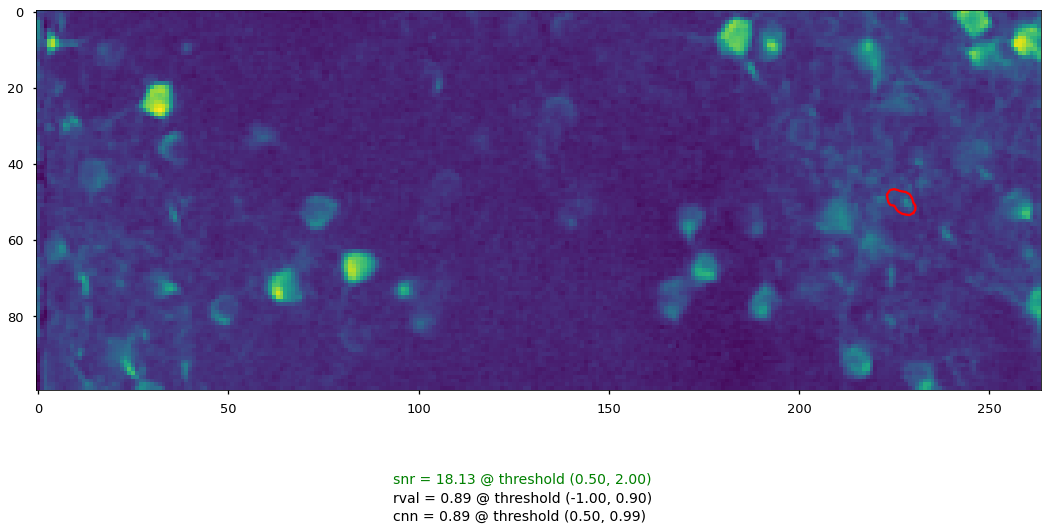 0
20
40
60
80
0 50 100 150 200 250
snr = 18.13 @ threshold (0.50, 2.00)
rval = 0.89 @ threshold (-1.00, 0.90)
cnn = 0.89 @ threshold (0.50, 0.99)